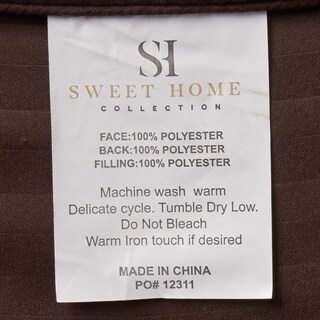 SH
SWEET HOME
COLLECTION
FACE:100% POLYESTER
BACK:100% POLYESTER
FILLING:100% POLYESTER
Machine wash warm
Delicate cycle. Tumble Dry Low.
Do Not Bleach
Warm Iron touch if desired
MADE IN CHINA
PO# 12311